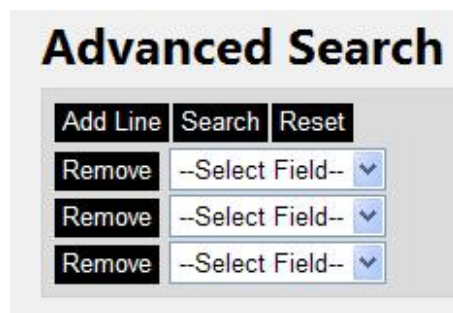 Advanced Search
Add Line Search Reset
Remove --Select Field--
Remove --Select Field--
Remove --Select Field--